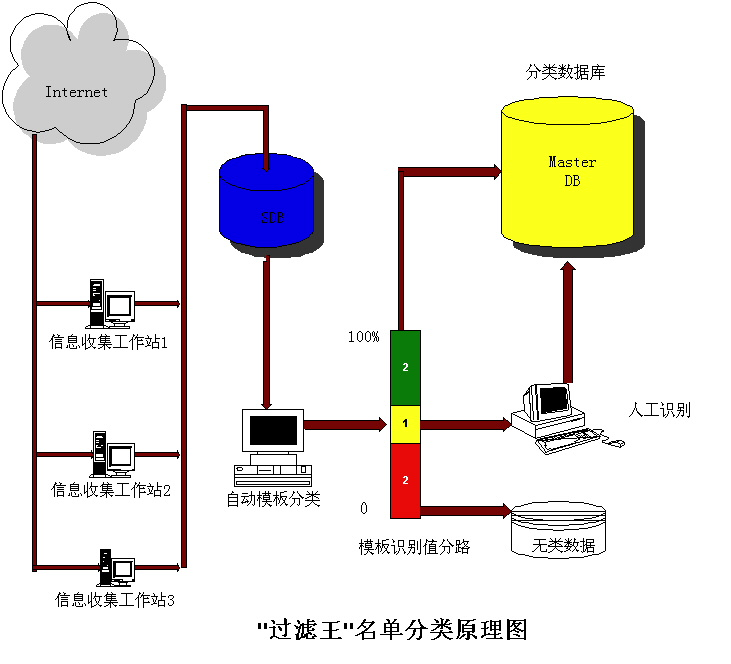 Internet
分类数据库
Master
DB
信息收集工作站1
100%
2
1
2
0
人工识别
信息收集工作站2
自动模板分类
模板识别值分路
无类数据
信息收集工作站3
"过滤王"名单分类原理图